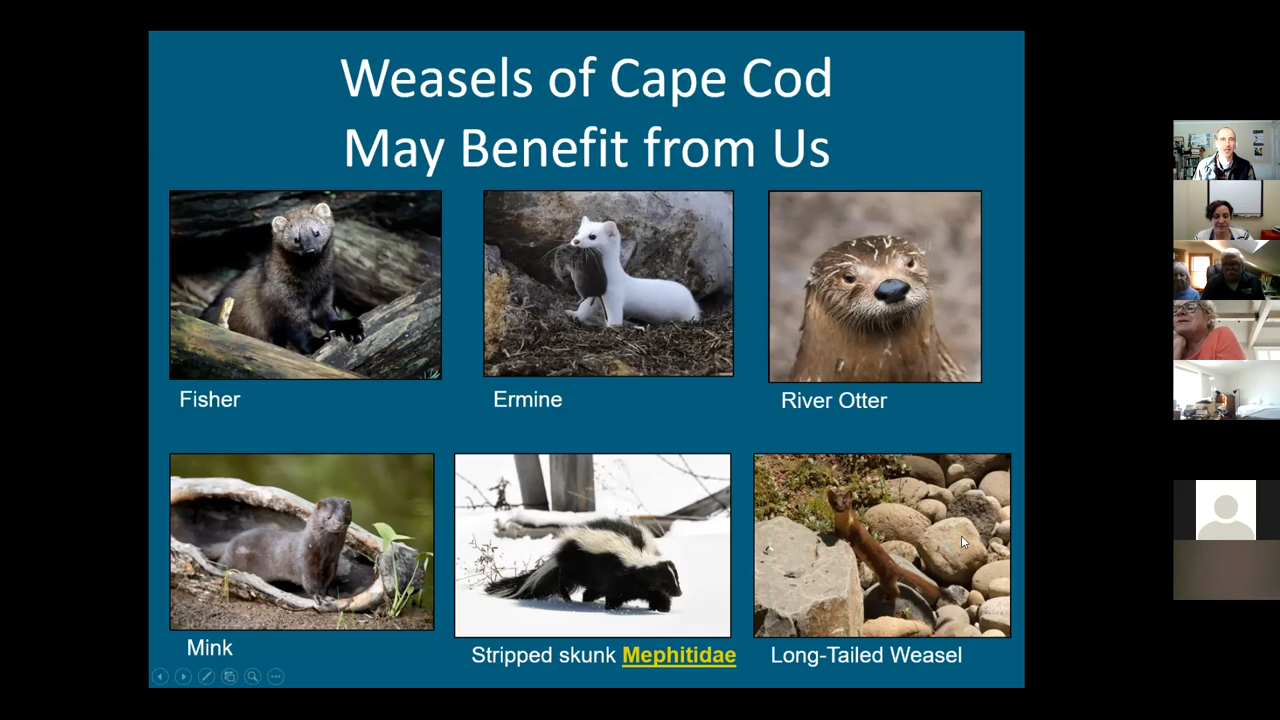 Weasels of Cape Cod
May Benefit from Us
Fisher
Ermine
River Otter
Mink
Stripped skunk Mephitidae
Long-Tailed Weasel